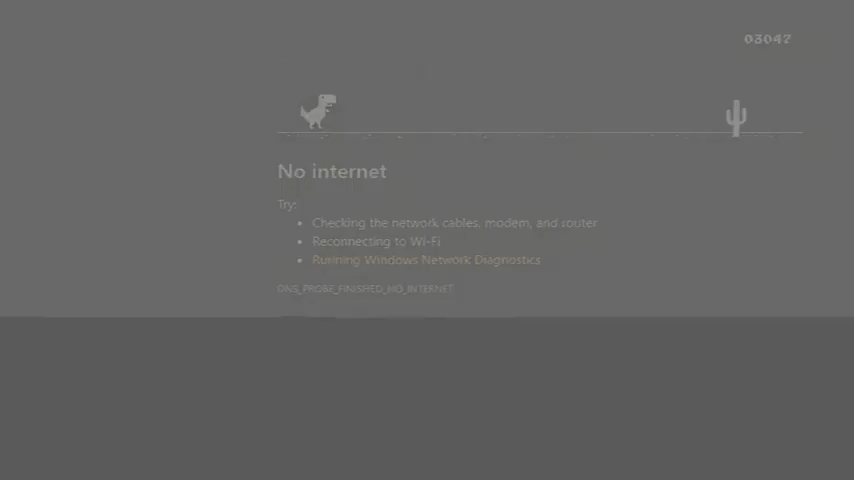 03047
No internet
Try:
Checking the network cables, modem, and router
Reconnecting to Wi-Fi
Running Windows Network Diagnostics
DNS_PROBE_FINISHED_NO_INTERNET